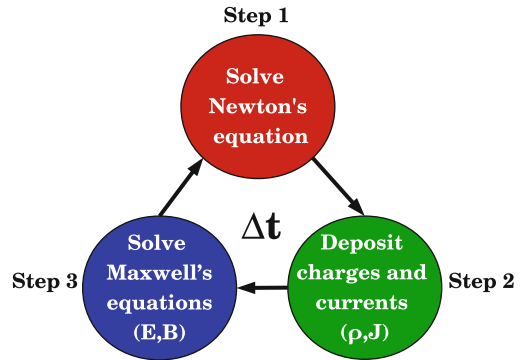 Step 1
Solve
Newton's
equation
Δt
Step 3
Solve
Maxwell's
equations
(E,B)
Deposit
charges and
currents
(ρ,J)
Step 2